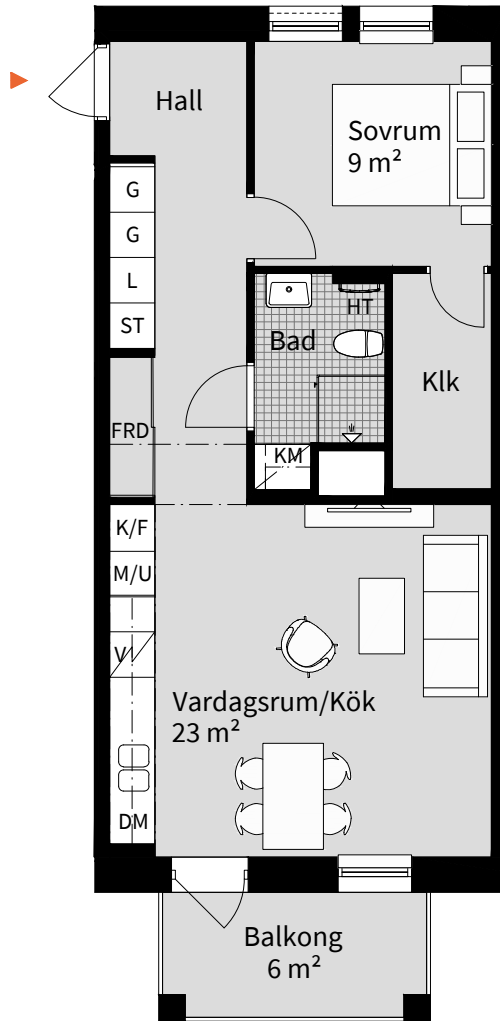 Hall
Sovrum
9 m²
G
G
L
ST
HT
Bad
Klk
FRD
KM
K/F
M/U
V
Vardagsrum/Kök
23 m²
DM
Balkong
6 m²